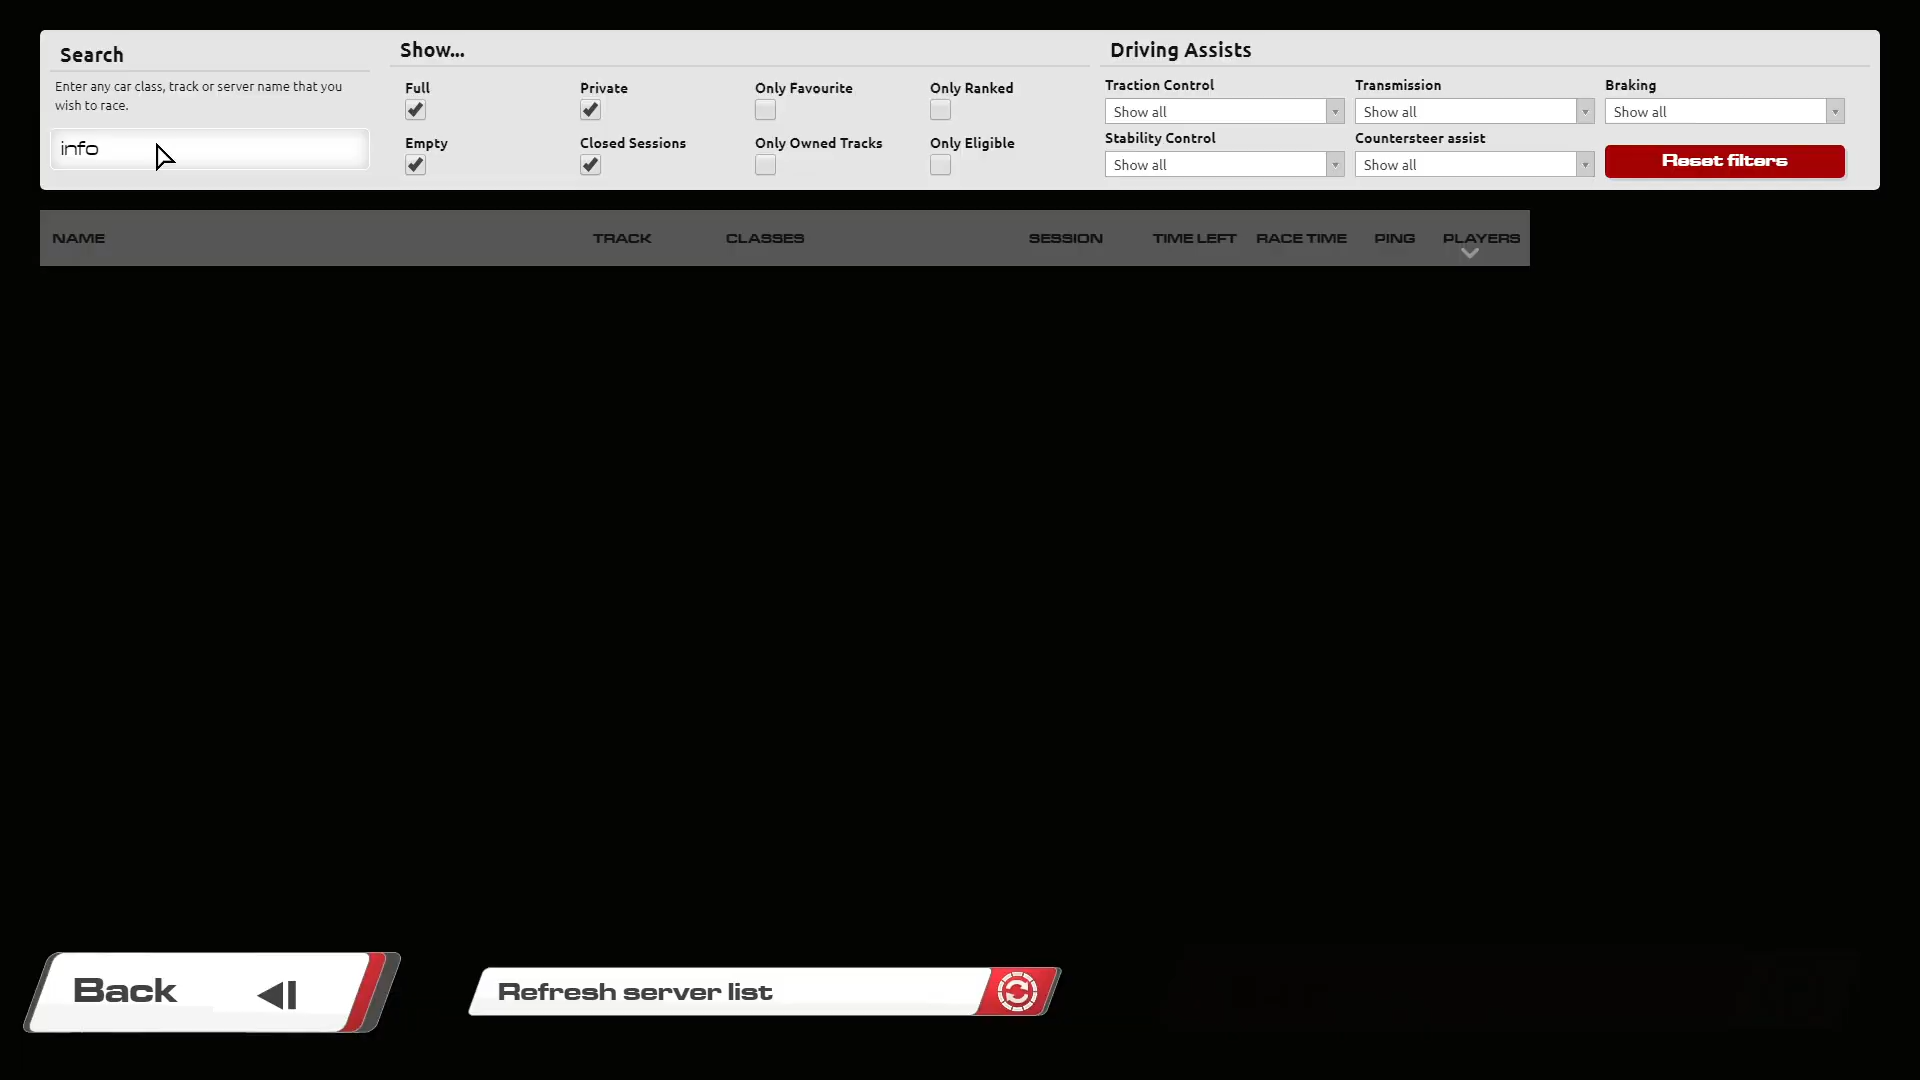 Search
Enter any car class, track or server name that you
wish to race.
info
Show...
Full
Private
Only Favourite
Only Ranked
Empty
Closed Sessions
Only Owned Tracks
Only Eligible
Driving Assists
Traction Control
Transmission
Braking
Show all
Show all
Show all
Stability Control
Countersteer assist
Show all
Show all
Reset filters
NAME TRACK CLASSES SESSION TIME LEFT RACE TIME PING PLAYERS
Back
Refresh server list